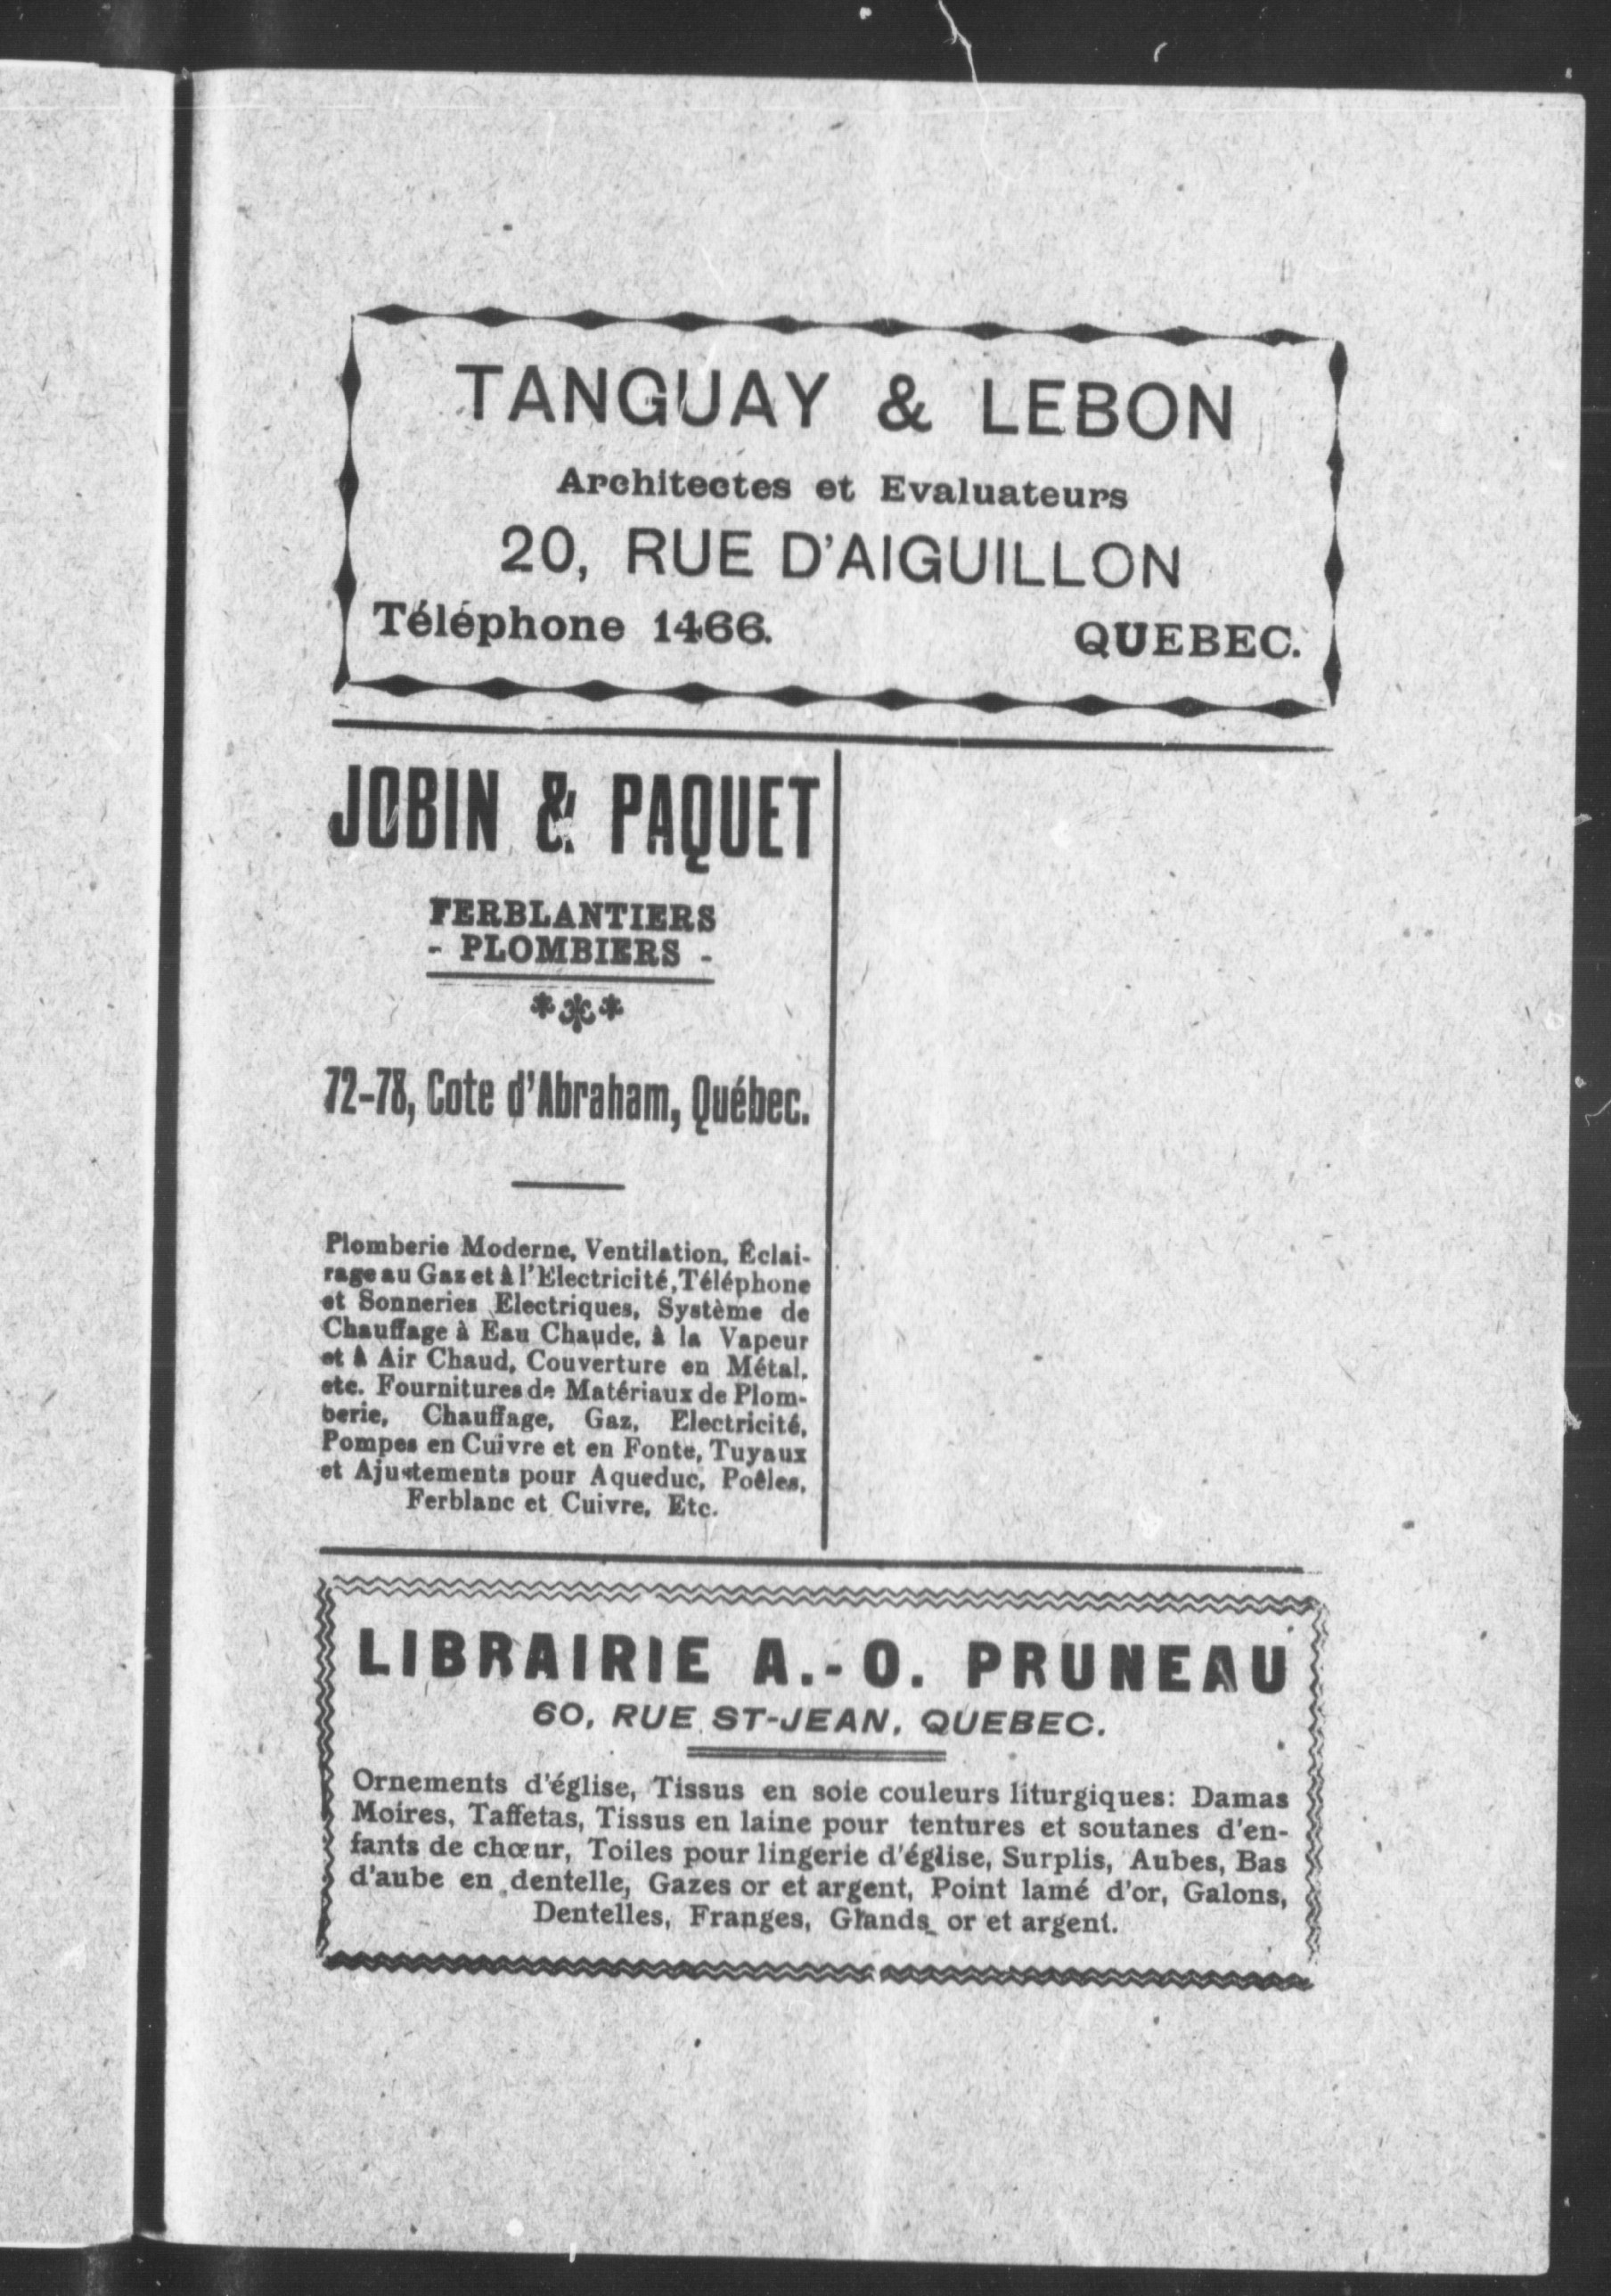 TANGUAY & LEBON
Architectes et Evaluateurs
20, RUE D'AIGUILLON
Téléphone 1466. QUEBEC.
JOBIN & PAQUET
FERBLANTIERS
- PLOMBIERS -
72-78, Cote d'Abraham, Québec.
Plomberie Moderne, Ventilation, Éclai-
rage au Gaz et à l'Electricité, Téléphone
et Sonneries Electriques, Système de
Chauffage à Eau Chaude, à la Vapeur
et à Air Chaud, Couverture en Métal,
etc. Fournitures de Matériaux de Plom-
berie, Chauffage, Gaz, Electricité,
Pompes en Cuivre et en Fonte, Tuyaux
et Ajustements pour Aqueduc, Poêles,
Ferblanc et Cuivre, Etc.
LIBRAIRIE A.-O. PRUNEAU
60, RUE ST-JEAN, QUEBEC.
Ornements d'église, Tissus en soie couleurs liturgiques: Damas
Moires, Taffetas, Tissus en laine pour tentures et soutanes d'en-
fants de chœur, Toiles pour lingerie d'église, Surplis, Aubes, Bas
d'aube en dentelle, Gazes or et argent, Point lamé d'or, Galons,
Dentelles, Franges, Glands or et argent.